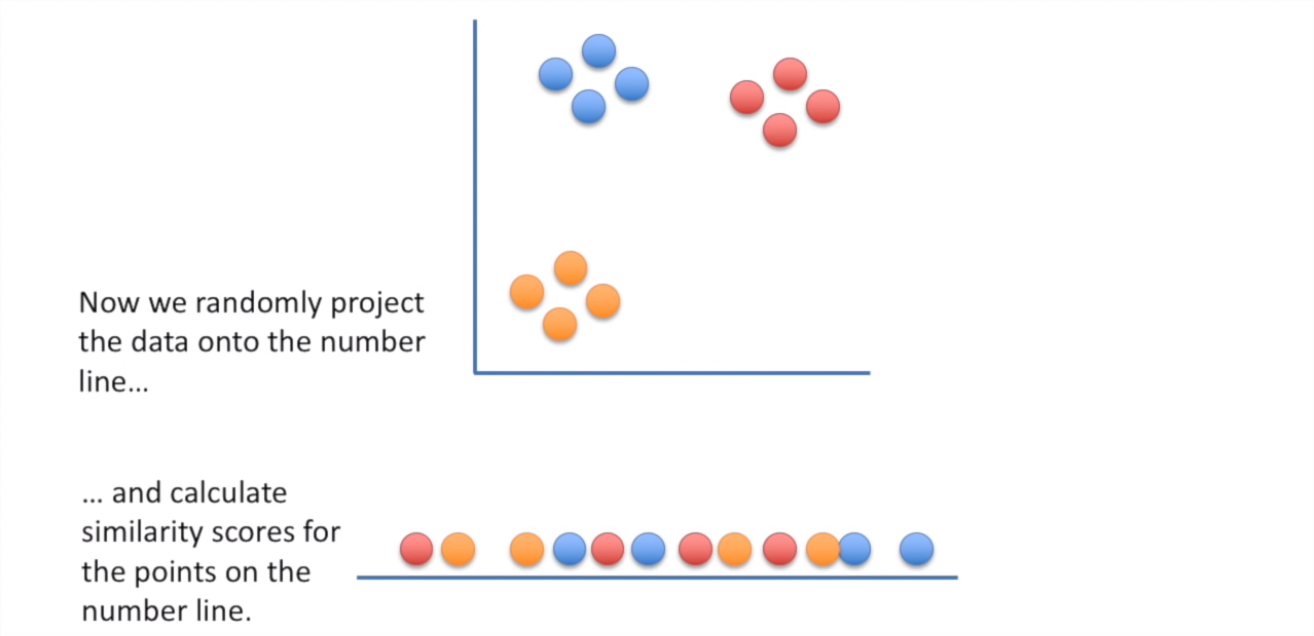 Now we randomly project
the data onto the number
line...
... and calculate
similarity scores for
the points on the
number line.